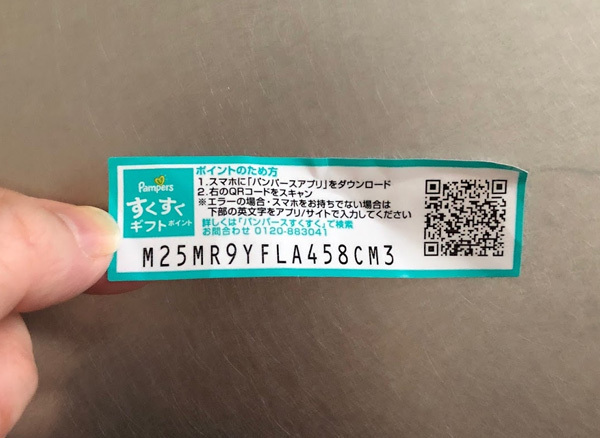 Pampers
すくすく
ギフトポイント
ポイントのため方
1.スマホに「パンパースアプリ」をダウンロード
2.右のQRコードをスキャン
※エラーの場合・スマホをお持ちでない場合は
下部の英文字をアプリ/サイトで入力してください
詳しくは「パンパースすくすく」で検索
お問合わせ 0120-883041
M25MR9YFLA458CM3